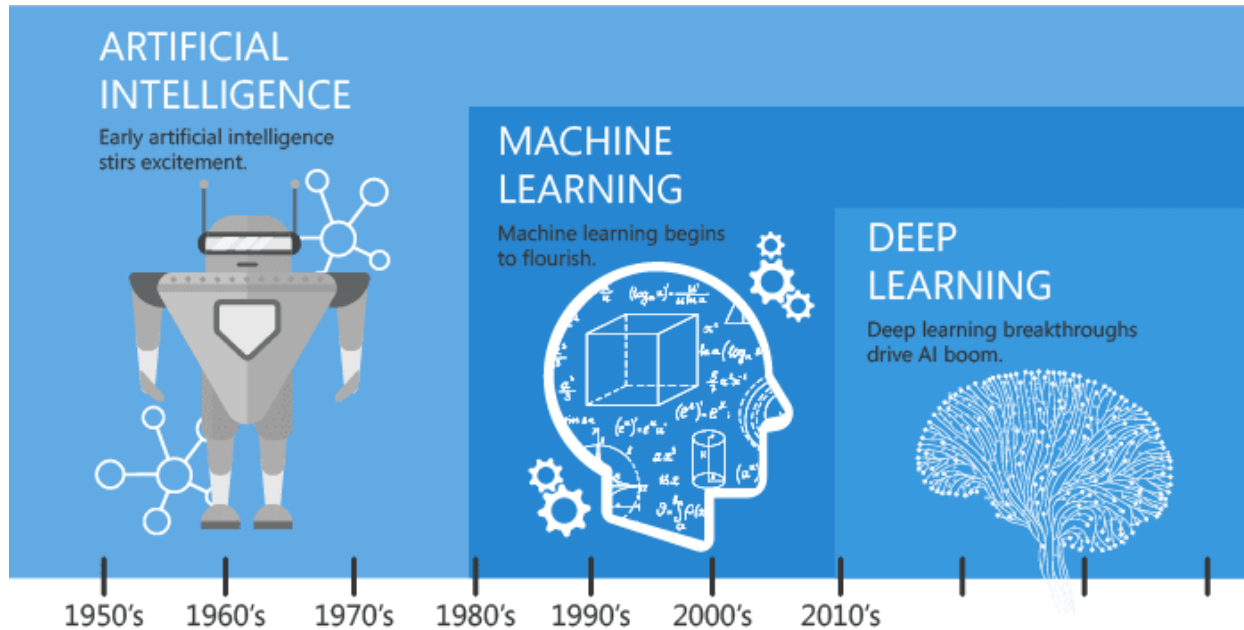 ARTIFICIAL
INTELLIGENCE
Early artificial intelligence
stirs excitement.
MACHINE
LEARNING
Machine learning begins
to flourish.
DEEP
LEARNING
Deep learning breakthroughs
drive AI boom.
1950's 1960's 1970's 1980's 1990's 2000's 2010's